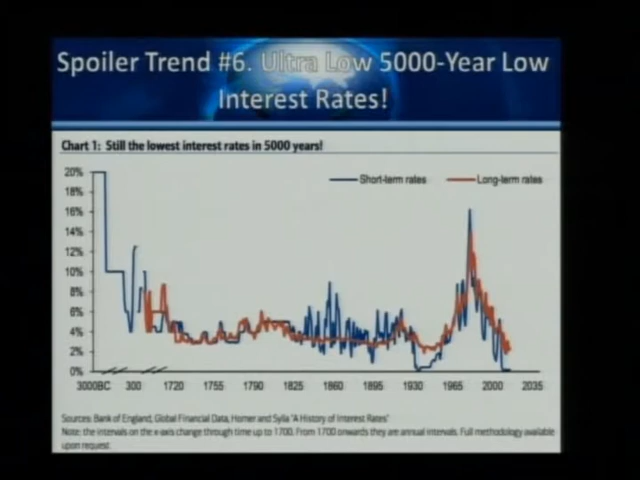 Spoiler Trend #6. Ultra Low 5000-Year Low
Interest Rates!
Chart 1: Still the lowest interest rates in 5000 years!
Short-term rates
Long-term rates
20%
18%
16%
14%
12%
10%
8%
6%
4%
2%
0%
3000BC 300 1720 1755 1790 1825 1860 1895 1930 1965 2000 2035
Sources: Bank of England, Global Financial Data, Homer and Sylla "A History of Interest Rates"
Note: the intervals on the x-axis change through time up to 1700. From 1700 onwards they are annual intervals. Full methodology available
upon request